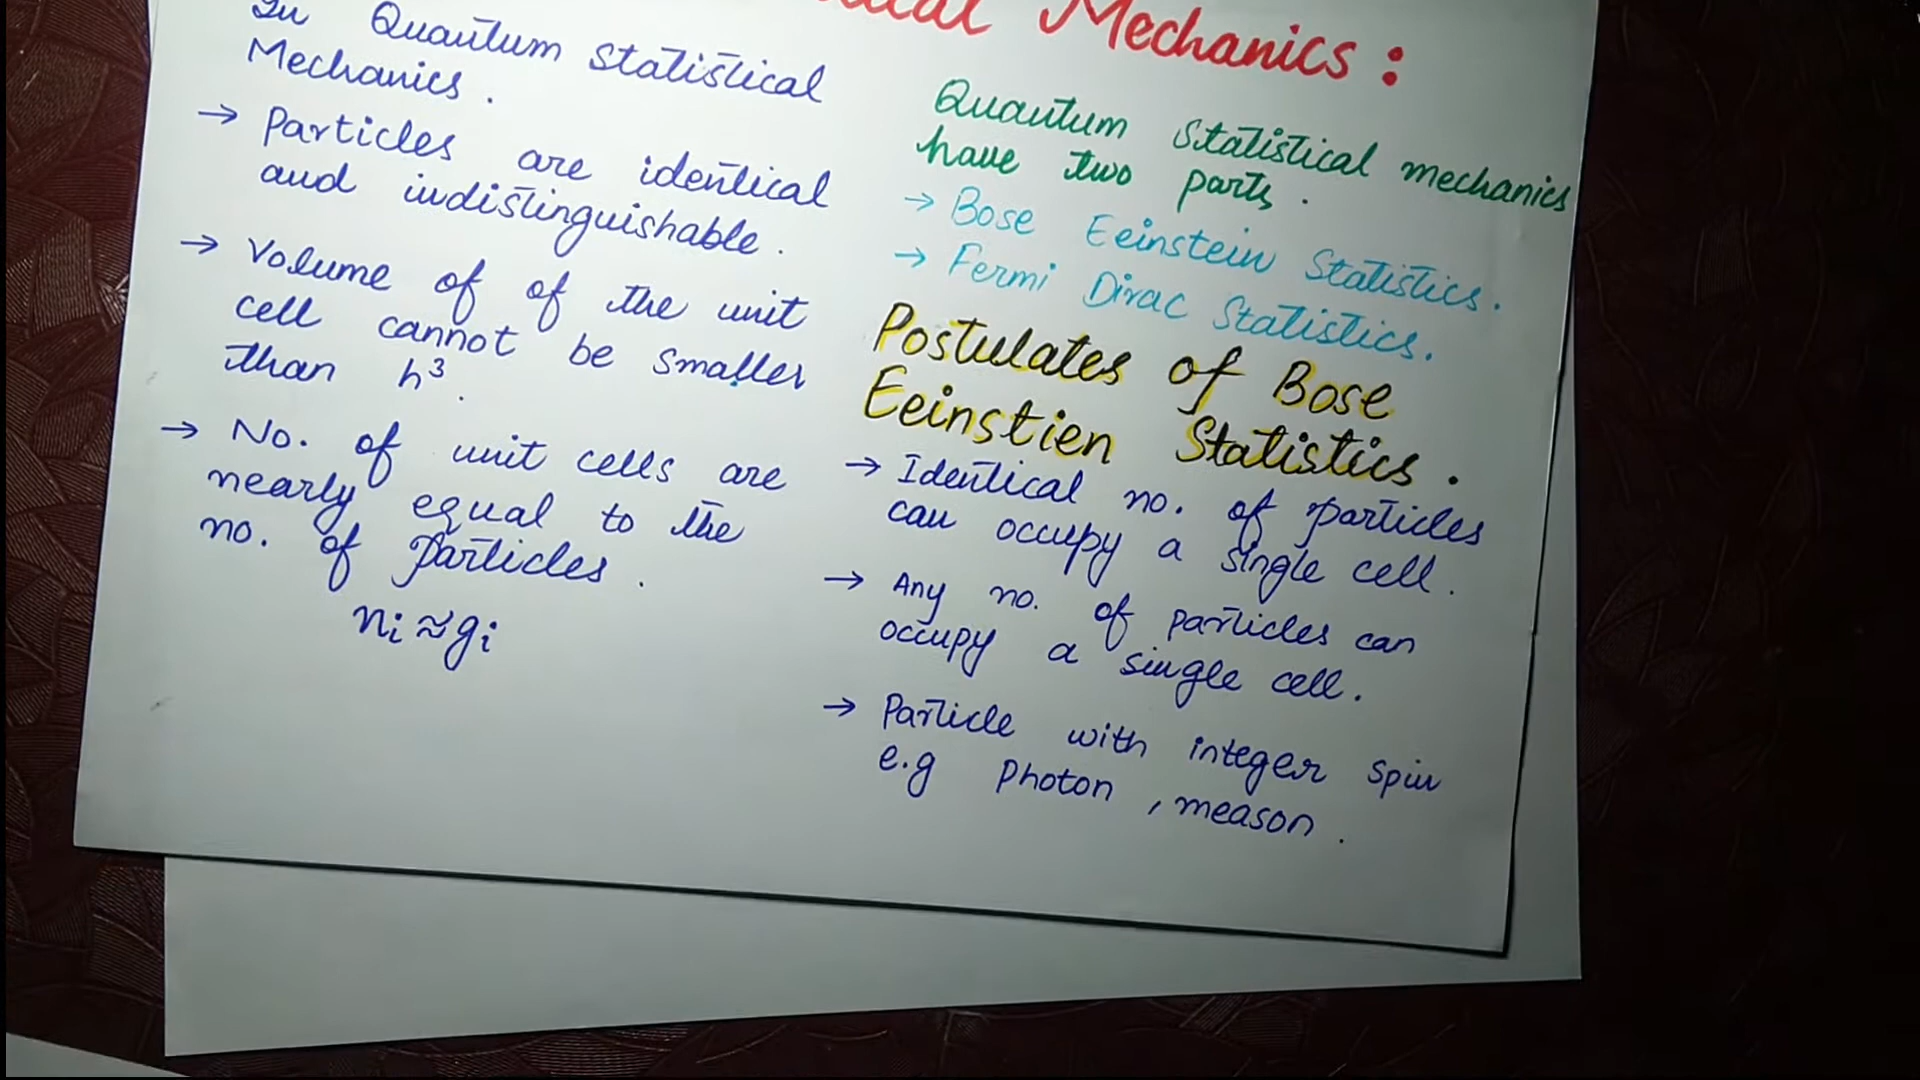 Mechanics :
In Quantum Statistical
Mechanics.
→ Particles are identical
and indistinguishable.
→ Volume of of the unit
cell cannot be smaller
than h³.
→ No. of unit cells are
nearly equal to the
no. of particles.
nᵢ ≈ gᵢ
Quantum Statistical mechanics
have two parts.
→ Bose Eeinstein Statistics.
→ Fermi Dirac Statistics.
Postulates of Bose
Eeinstien Statistics.
→ Identical no. of particles
can occupy a single cell.
→ Any no. of particles can
occupy a single cell.
→ Particle with integer spin
e.g Photon, meason.